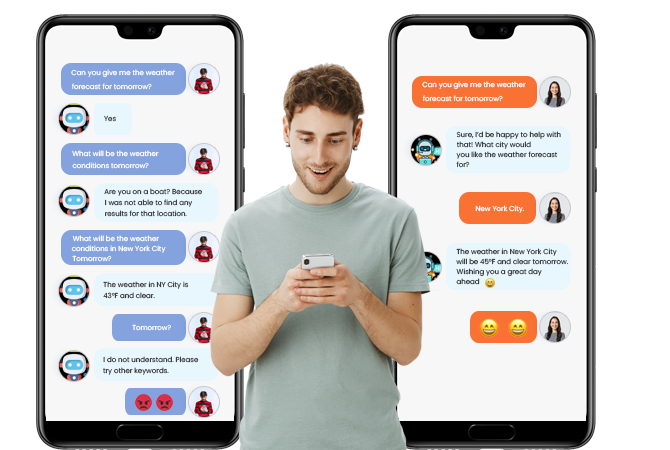 Can you give me the weather
forecast for tomorrow?
Yes
What will be the weather
conditions tomorrow?
Are you on a boat? Because
I was not able to find any
results for that location.
What will be the weather
conditions in New York City
Tomorrow?
The weather in NY City is
43°F and clear.
Tomorrow?
I do not understand. Please
try other keywords.
Can you give me the weather
forecast for tomorrow?
Sure, I'd be happy to help with
that! What city would
you like the weather forecast
for?
New York City.
The weather in New York City
will be 45°F and clear tomorrow.
Wishing you a great day
ahead 😄